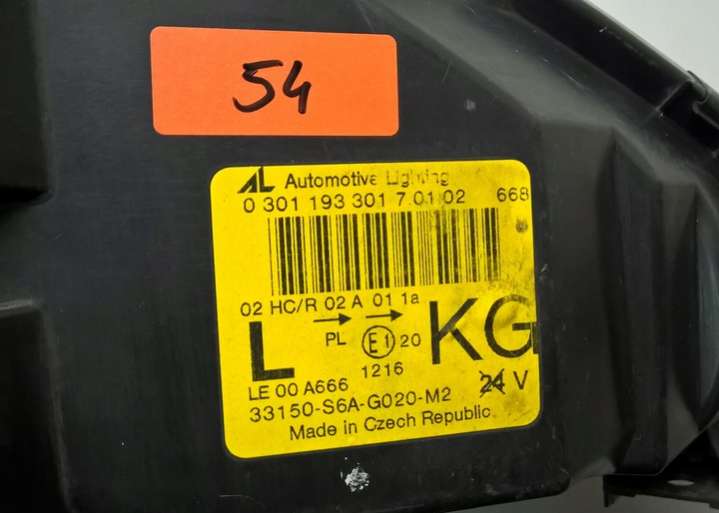 54
AL Automotive Lighting
0 301 193 301 7 01 02 668
02 HC/R 02 A 01 1a
L PL E1 20 KG
1216
LE 00 A666 24 V
33150-S6A-G020-M2
Made in Czech Republic